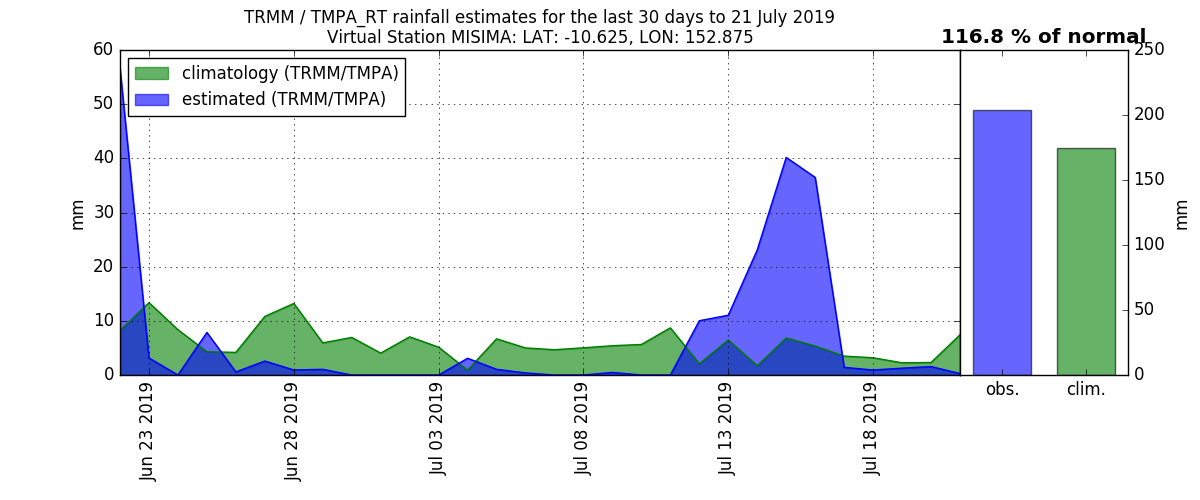 TRMM / TMPA_RT rainfall estimates for the last 30 days to 21 July 2019
Virtual Station MISIMA: LAT: -10.625, LON: 152.875
116.8 % of normal
climatology (TRMM/TMPA)
estimated (TRMM/TMPA)
60
50
40
30
20
10
0
mm
250
200
150
100
50
0
mm
Jun 23 2019
Jun 28 2019
Jul 03 2019
Jul 08 2019
Jul 13 2019
Jul 18 2019
obs.
clim.